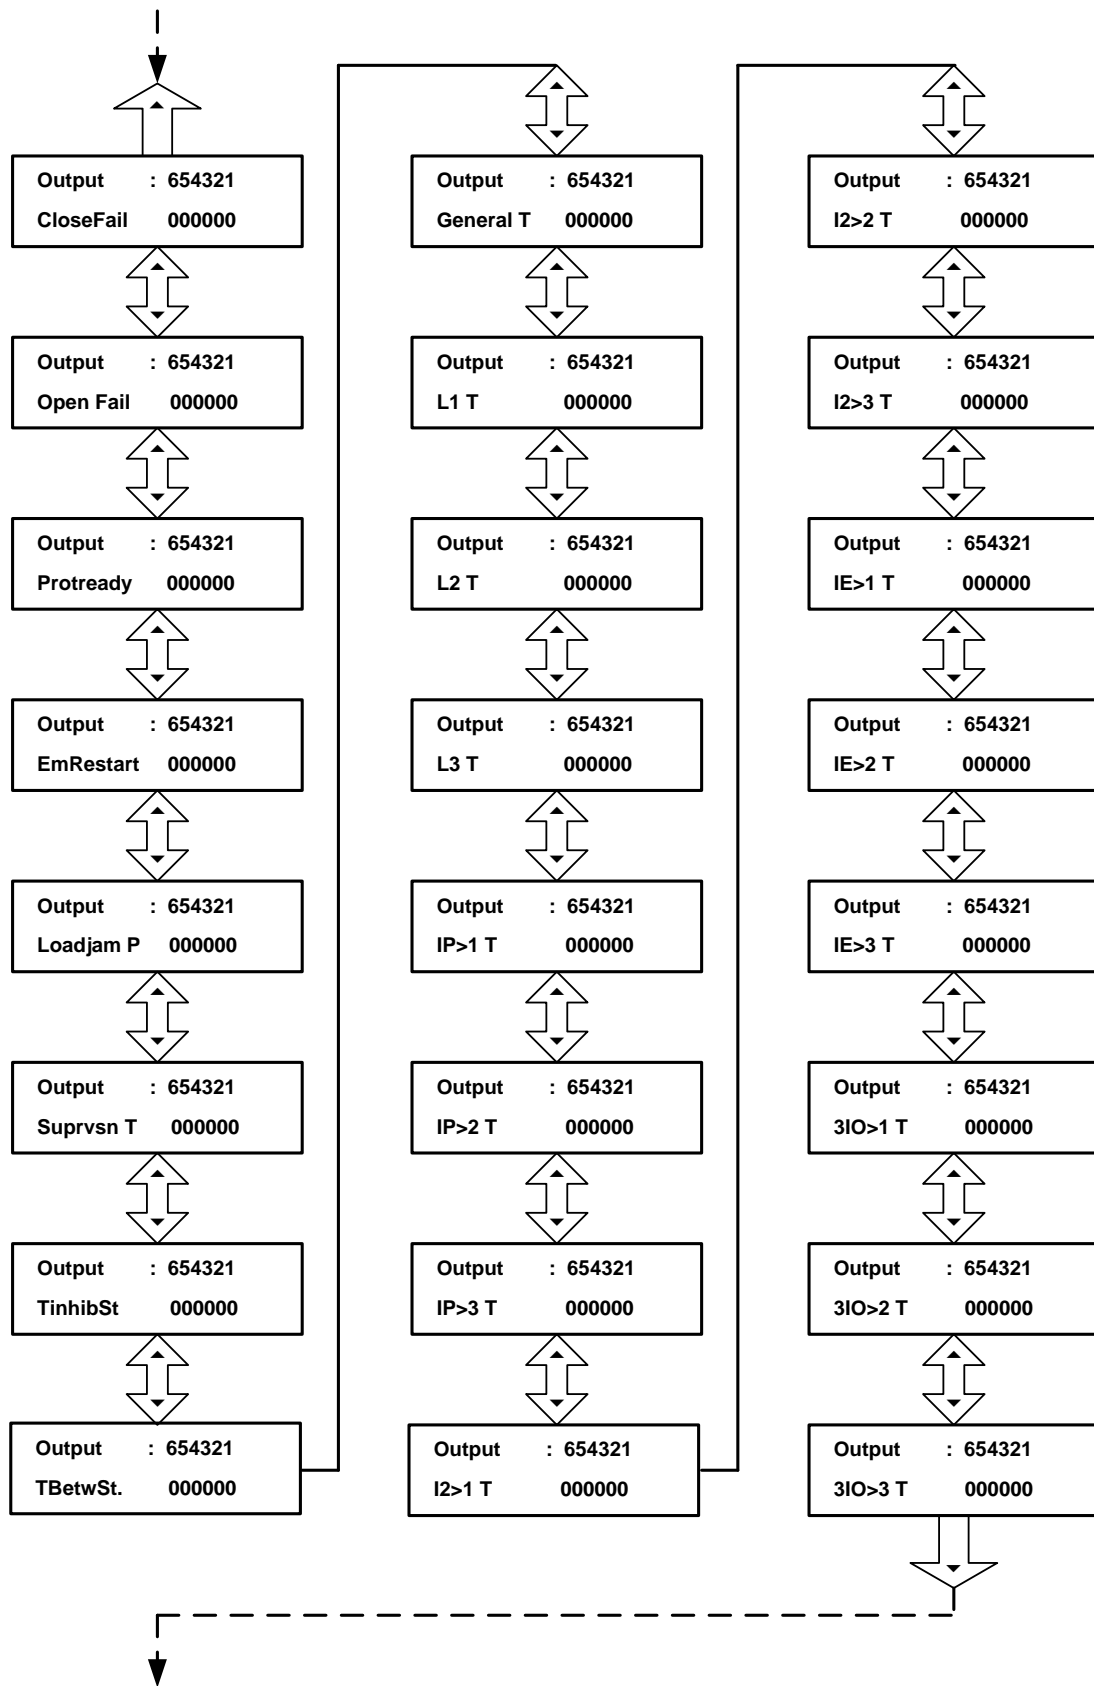 Output : 654321
CloseFail 000000
Output : 654321
Open Fail 000000
Output : 654321
Protready 000000
Output : 654321
EmRestart 000000
Output : 654321
Loadjam P 000000
Output : 654321
Suprvsn T 000000
Output : 654321
TinhibSt 000000
Output : 654321
TBetwSt. 000000
Output : 654321
General T 000000
Output : 654321
L1 T 000000
Output : 654321
L2 T 000000
Output : 654321
L3 T 000000
Output : 654321
IP>1 T 000000
Output : 654321
IP>2 T 000000
Output : 654321
IP>3 T 000000
Output : 654321
I2>1 T 000000
Output : 654321
I2>2 T 000000
Output : 654321
I2>3 T 000000
Output : 654321
IE>1 T 000000
Output : 654321
IE>2 T 000000
Output : 654321
IE>3 T 000000
Output : 654321
3IO>1 T 000000
Output : 654321
3IO>2 T 000000
Output : 654321
3IO>3 T 000000